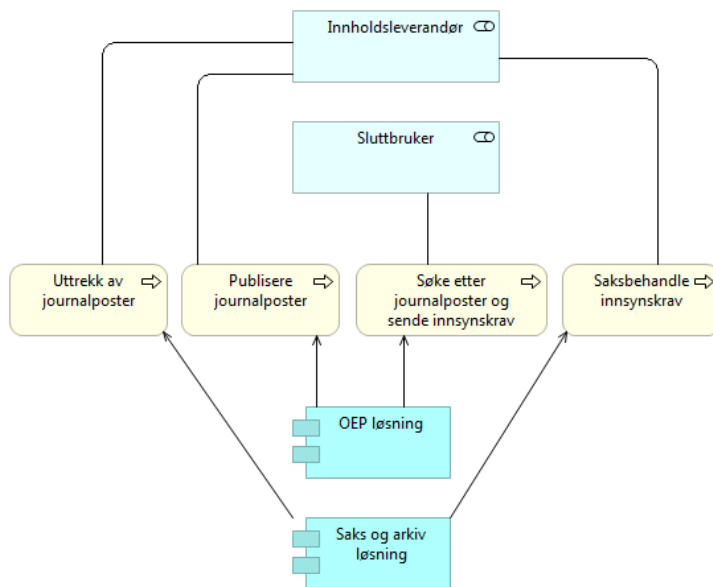 Innholdsleverandør
Sluttbruker
Uttrekk av
journalposter
Publisere
journalposter
Søke etter
journalposter og
sende innsynskrav
Saksbehandle
innsynskrav
OEP løsning
Saks og arkiv
løsning